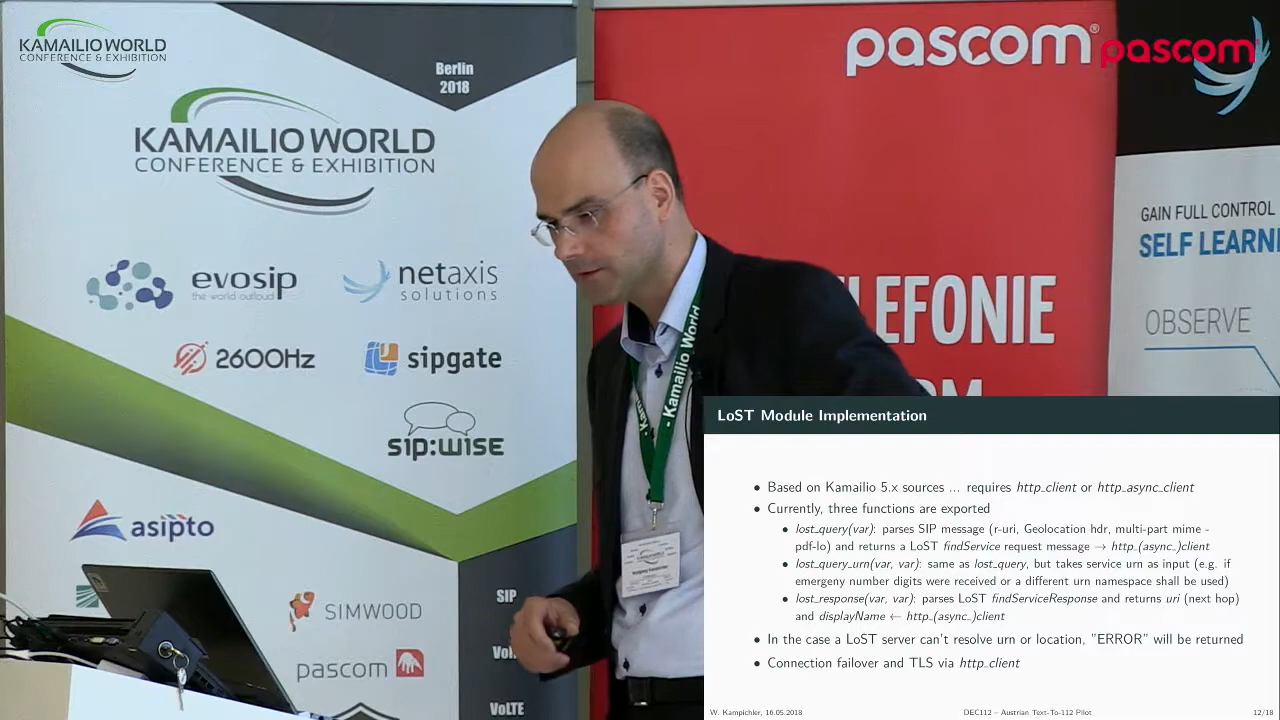 KAMAILIO WORLD
CONFERENCE & EXHIBITION
Berlin
2018
KAMAILIO WORLD
CONFERENCE & EXHIBITION
evosip
the world outloud
netaxis
solutions
2600Hz
sipgate
sip:wise
asipto
SIMWOOD
pascom
SIP
VoLTE
pascom®
pascom
LEFONIE
GAIN FULL CONTROL
SELF LEARNI
OBSERVE
- Kamailio World
LoST Module Implementation
• Based on Kamailio 5.x sources ... requires http_client or http_async_client
• Currently, three functions are exported
• lost_query(var): parses SIP message (r-uri, Geolocation hdr, multi-part mime -
pdf-lo) and returns a LoST findService request message → http_(async_)client
• lost_query_urn(var, var): same as lost_query, but takes service urn as input (e.g. if
emergeny number digits were received or a different urn namespace shall be used)
• lost_response(var, var): parses LoST findServiceResponse and returns uri (next hop)
and displayName ← http_(async_)client
• In the case a LoST server can't resolve urn or location, "ERROR" will be returned
• Connection failover and TLS via http_client
W. Kampichler, 16.05.2018
DEC112 – Austrian Text-To-112 Pilot
12/18